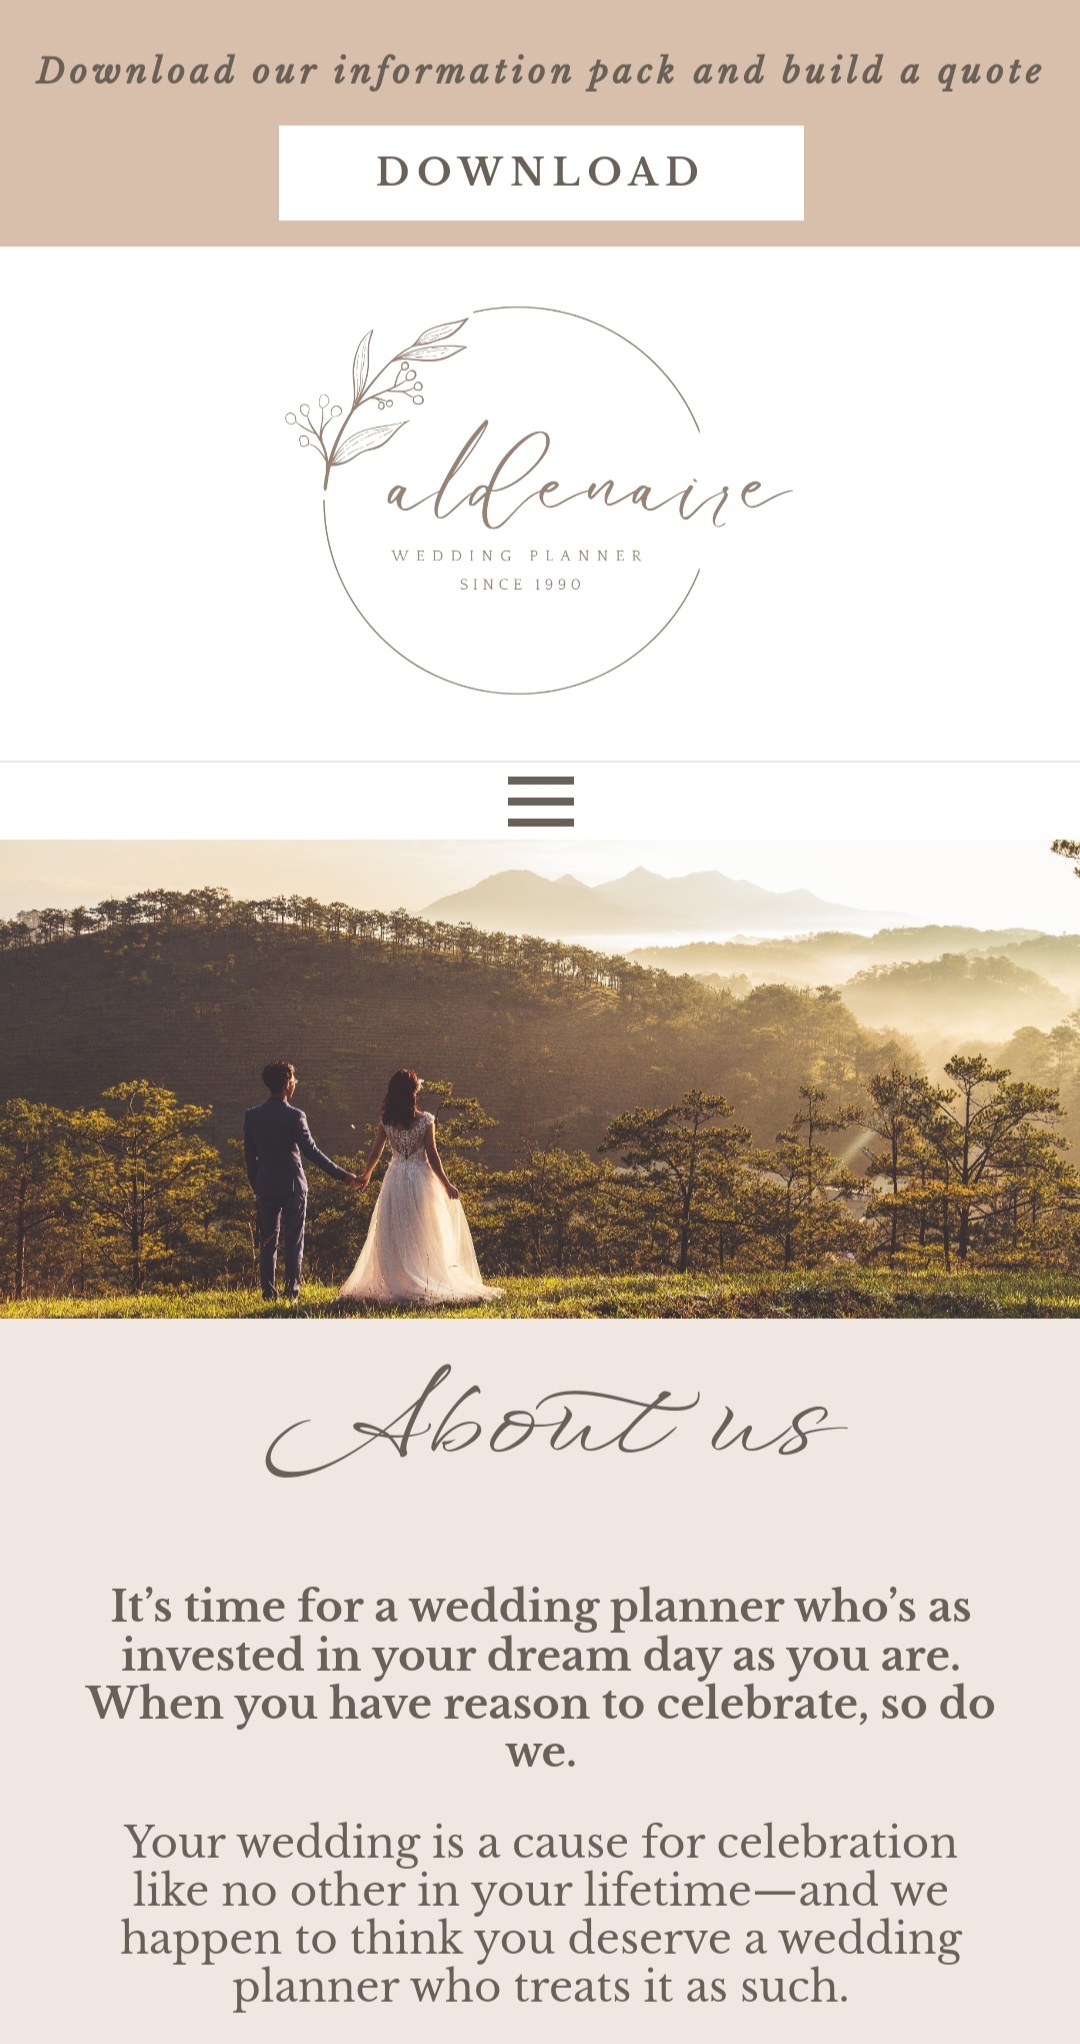 Download our information pack and build a quote
DOWNLOAD
aldenaire
WEDDING PLANNER
SINCE 1990
About us
It’s time for a wedding planner who’s as
invested in your dream day as you are.
When you have reason to celebrate, so do
we.
Your wedding is a cause for celebration
like no other in your lifetime—and we
happen to think you deserve a wedding
planner who treats it as such.